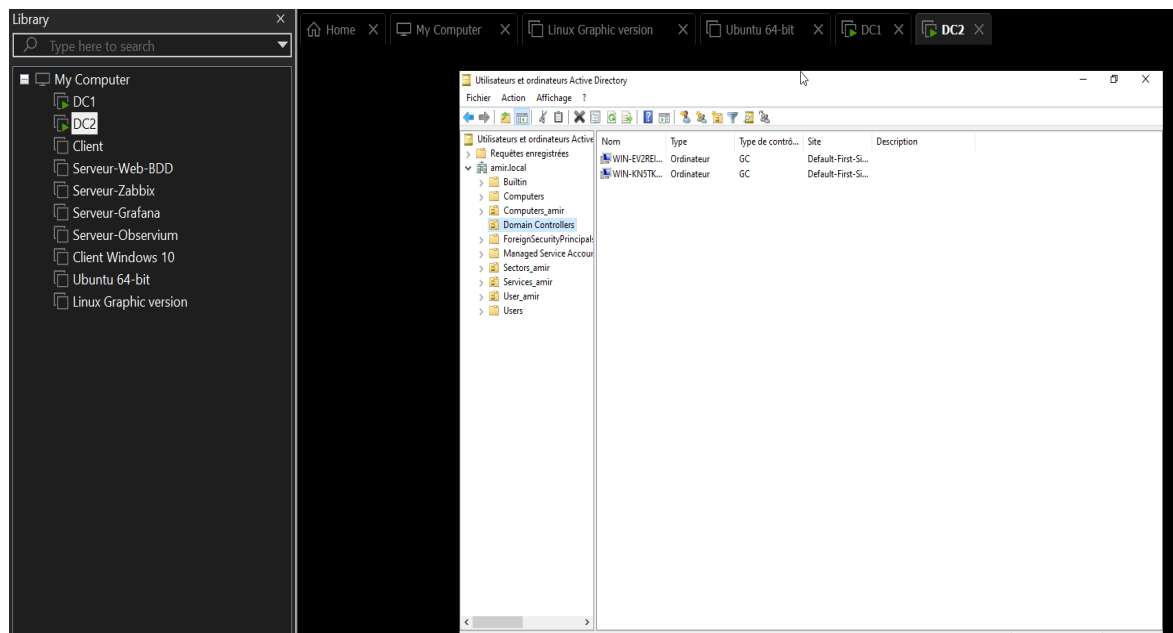 Library X
Type here to search
My Computer
DC1
DC2
Client
Serveur-Web-BDD
Serveur-Zabbix
Serveur-Grafana
Serveur-Observium
Client Windows 10
Ubuntu 64-bit
Linux Graphic version
Home X My Computer X Linux Graphic version X Ubuntu 64-bit X DC1 X DC2 X
Utilisateurs et ordinateurs Active Directory
Fichier Action Affichage ?
Utilisateurs et ordinateurs Active
Requêtes enregistrées
amir.local
Builtin
Computers
Computers_amir
Domain Controllers
ForeignSecurityPrincipals
Managed Service Accour
Sectors_amir
Services_amir
User_amir
Users
Nom Type Type de contrô... Site Description
WIN-EV2REI... Ordinateur GC Default-First-Si...
WIN-KN5TK... Ordinateur GC Default-First-Si...